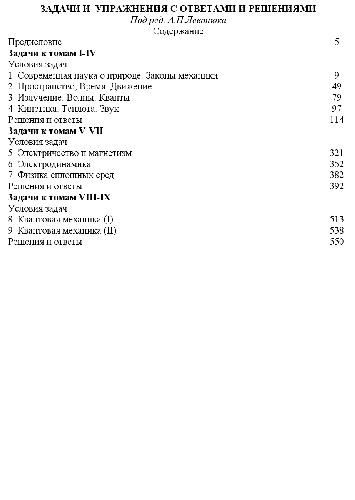 ЗАДАЧИ И УПРАЖНЕНИЯ С ОТВЕТАМИ И РЕШЕНИЯМИ
Под ред. А.П.Леванюка
Содержание
Предисловие 5
Задачи к томам I-IV
Условия задач
1 Современная наука о природе. Законы механики 9
2 Пространство, Время. Движение 49
3 Излучение. Волны. Кванты 79
4 Кинетика. Теплота. Звук 97
Решения и ответы 114
Задачи к томам V-VII
Условия задач
5 Электричество и магнетизм 321
6 Электродинамика 352
7 Физика сплошных сред 382
Решения и ответы 392
Задачи к томам VIII-IX
Условия задач
8 Квантовая механика (I) 513
9 Квантовая механика (II) 538
Решения и ответы 550